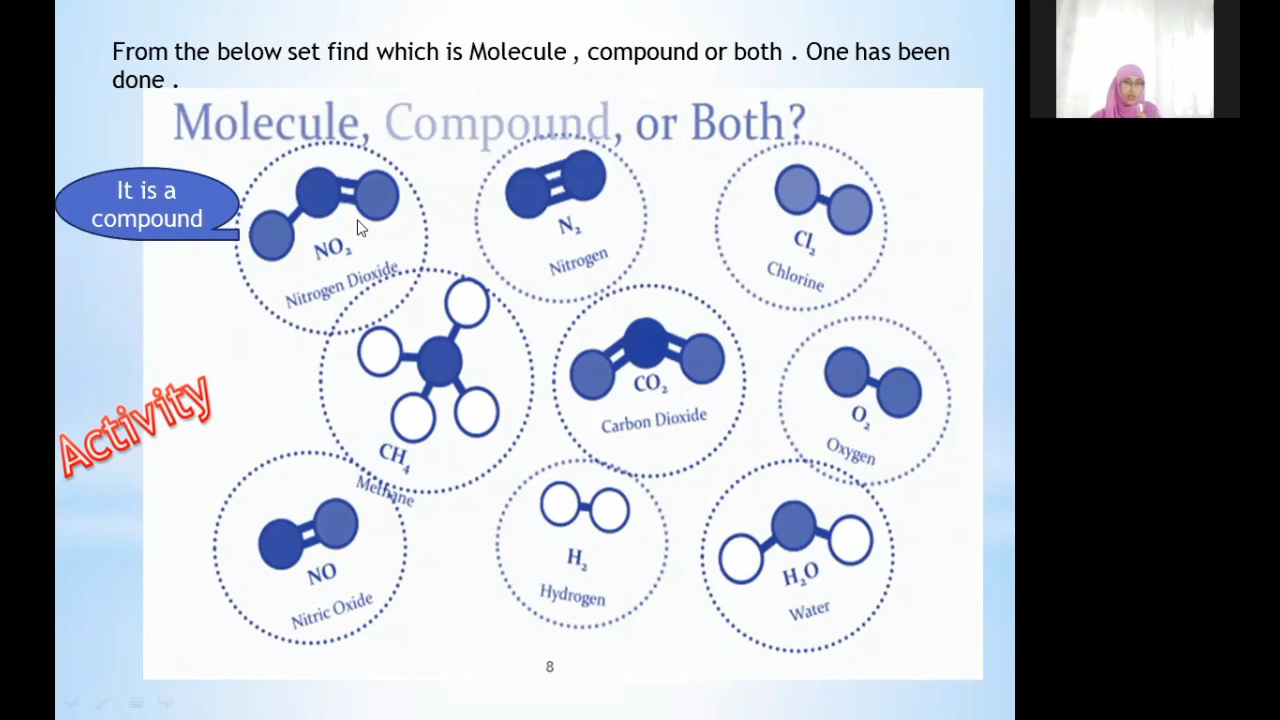 From the below set find which is Molecule , compound or both . One has been
done .
Molecule, Compound, or Both?
It is a
compound
NO₂
Nitrogen Dioxide
N₂
Nitrogen
Cl₂
Chlorine
CH₄
Methane
CO₂
Carbon Dioxide
O₂
Oxygen
Activity
NO
Nitric Oxide
H₂
Hydrogen
H₂O
Water
8